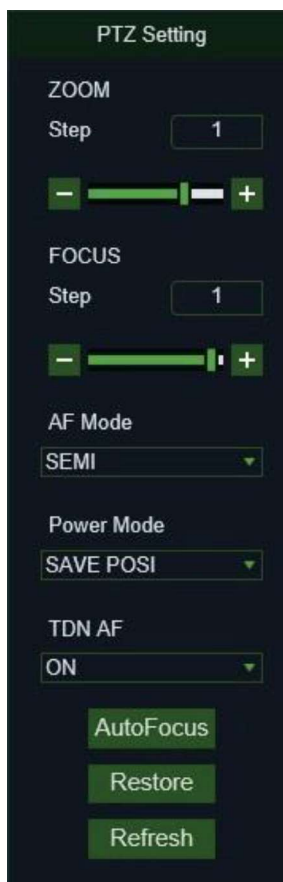 PTZ Setting
ZOOM
Step 1
FOCUS
Step 1
AF Mode
SEMI
Power Mode
SAVE POSI
TDN AF
ON
AutoFocus
Restore
Refresh